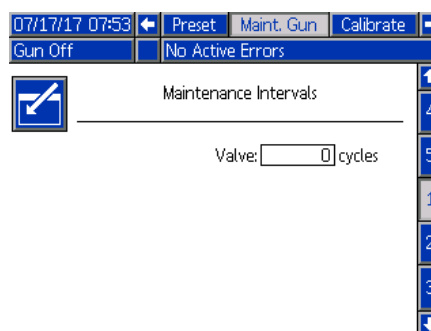 07/17/17 07:53 Preset Maint. Gun Calibrate
Gun Off No Active Errors
Maintenance Intervals
Valve: 0 cycles
4
5
1
2
3